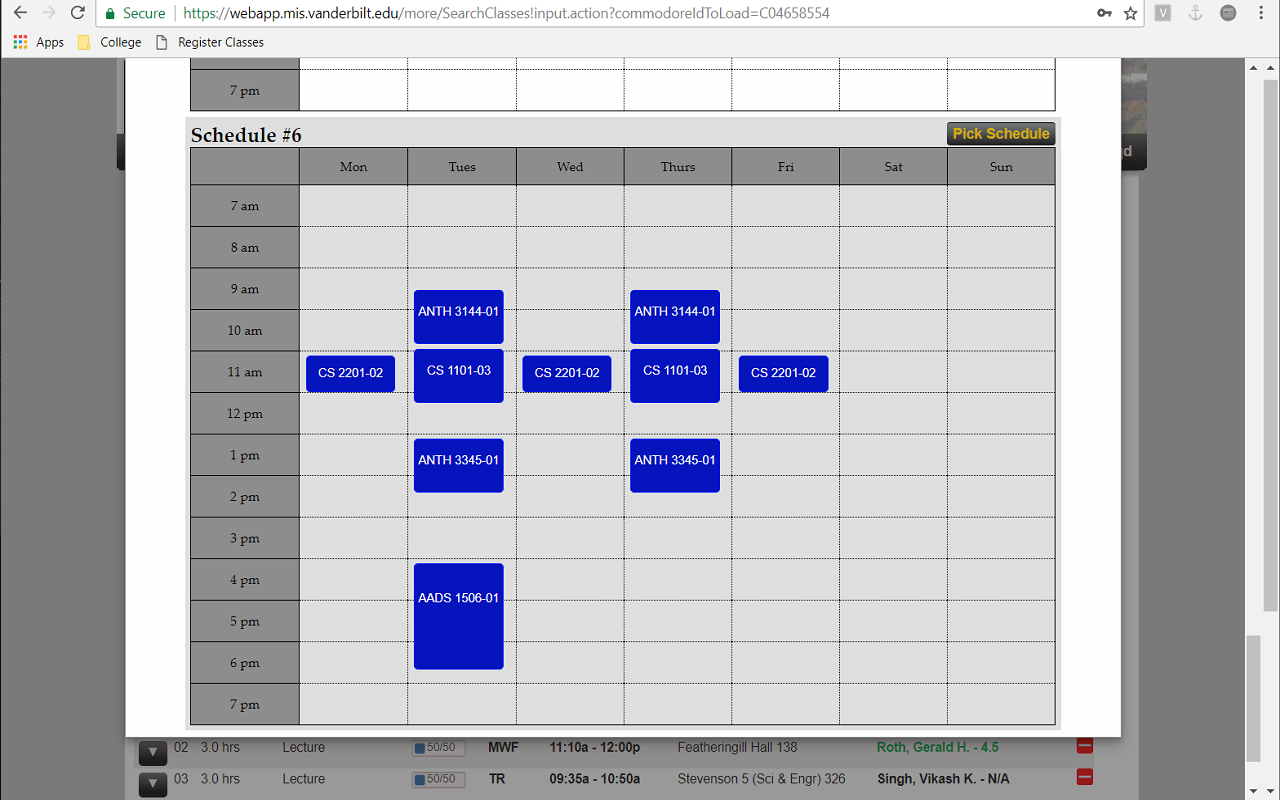 Secure https://webapp.mis.vanderbilt.edu/more/SearchClasses!input.action?commodoreIdToLoad=C04658554 V
Apps College Register Classes
7 pm
Schedule #6 Pick Schedule
Mon Tues Wed Thurs Fri Sat Sun
7 am
8 am
9 am
ANTH 3144-01 ANTH 3144-01
10 am
11 am CS 2201-02 CS 1101-03 CS 2201-02 CS 1101-03 CS 2201-02
12 pm
1 pm ANTH 3345-01 ANTH 3345-01
2 pm
3 pm
4 pm
AADS 1506-01
5 pm
6 pm
7 pm
02 3.0 hrs Lecture 50/50 MWF 11:10a - 12:00p Featheringill Hall 138 Roth, Gerald H. - 4.5
03 3.0 hrs Lecture 50/50 TR 09:35a - 10:50a Stevenson 5 (Sci & Engr) 326 Singh, Vikash K. - N/A